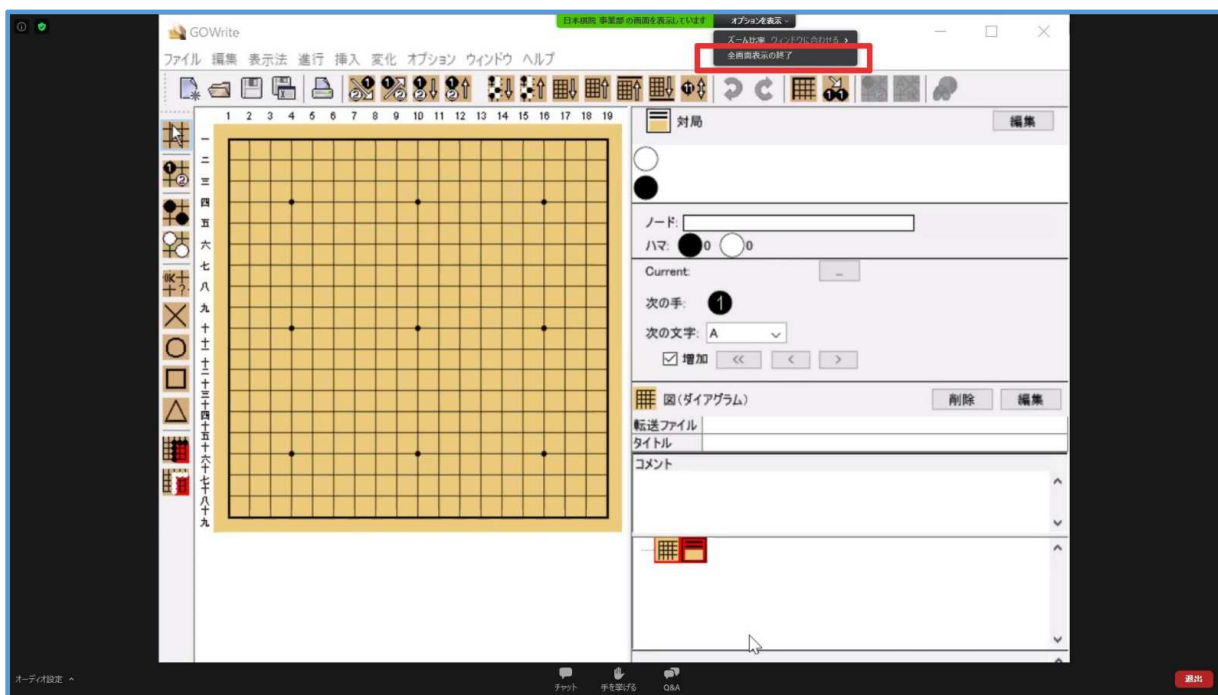 日本棋院 事業部 の画面を表示しています
オプションを表示
GOWrite
ズーム比率 ウィンドウに合わせる
全画面表示の終了
ファイル 編集 表示法 進行 挿入 変化 オプション ウィンドウ ヘルプ
1 2 3 4 5 6 7 8 9 10 11 12 13 14 15 16 17 18 19
一
二
三
四
五
六
七
八
九
十
十一
十二
十三
十四
十五
十六
十七
十八
十九
対局
編集
ノード:
ハマ: 0 0
Current:
...
次の手: 1
次の文字: A
増加 << < >
図(ダイアグラム)
削除 編集
転送ファイル
タイトル
コメント
オーディオ設定
チャット 手を挙げる Q&A
退出